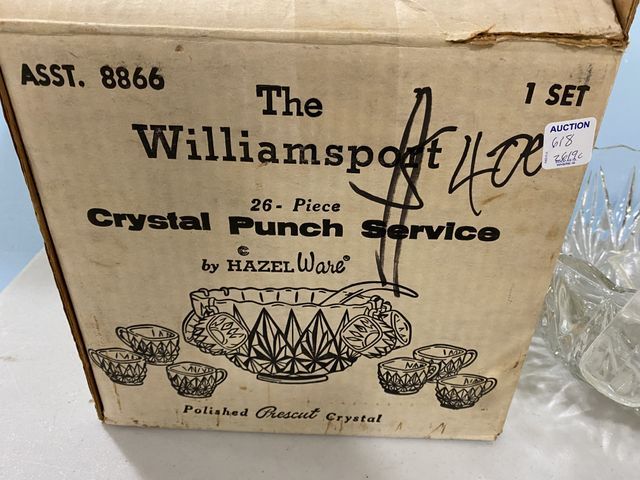 ASST. 8866
1 SET
The
Williamsport
$ 400
AUCTION
618
26-Piece
Crystal Punch Service
by HAZEL Ware®
Polished Prescut Crystal